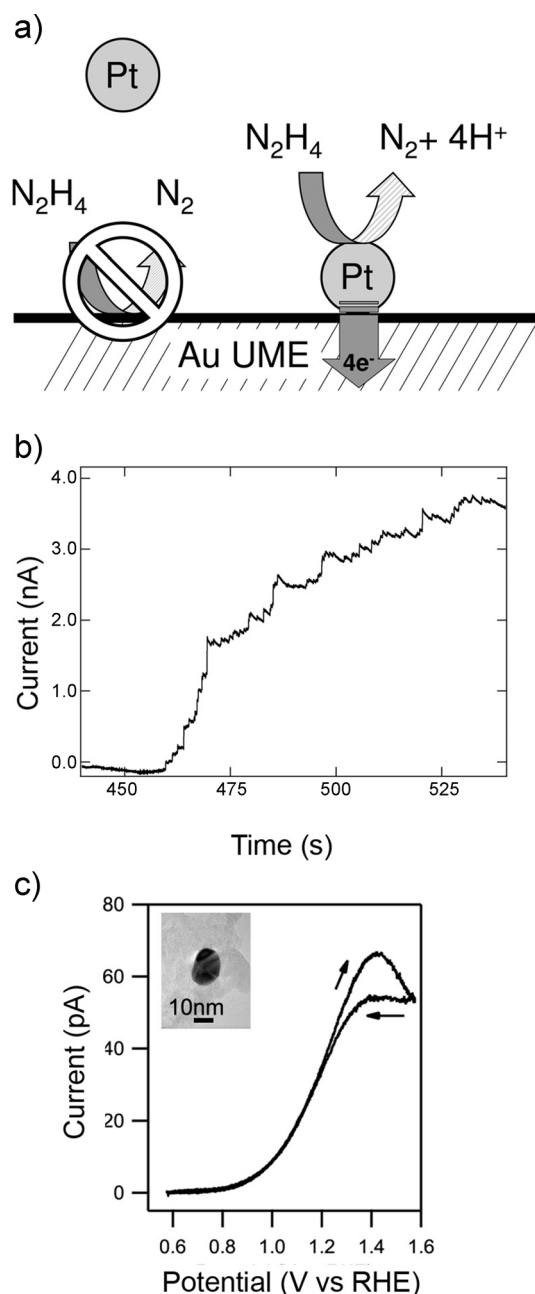 a)
Pt
N₂H₄ N₂+ 4H⁺
N₂H₄ N₂
Pt
Au UME
4e⁻
b)
4.0
3.0
2.0
1.0
0.0
Current (nA)
450 475 500 525
Time (s)
c)
80
60
40
20
0
Current (pA)
10nm
0.6 0.8 1.0 1.2 1.4 1.6
Potential (V vs RHE)